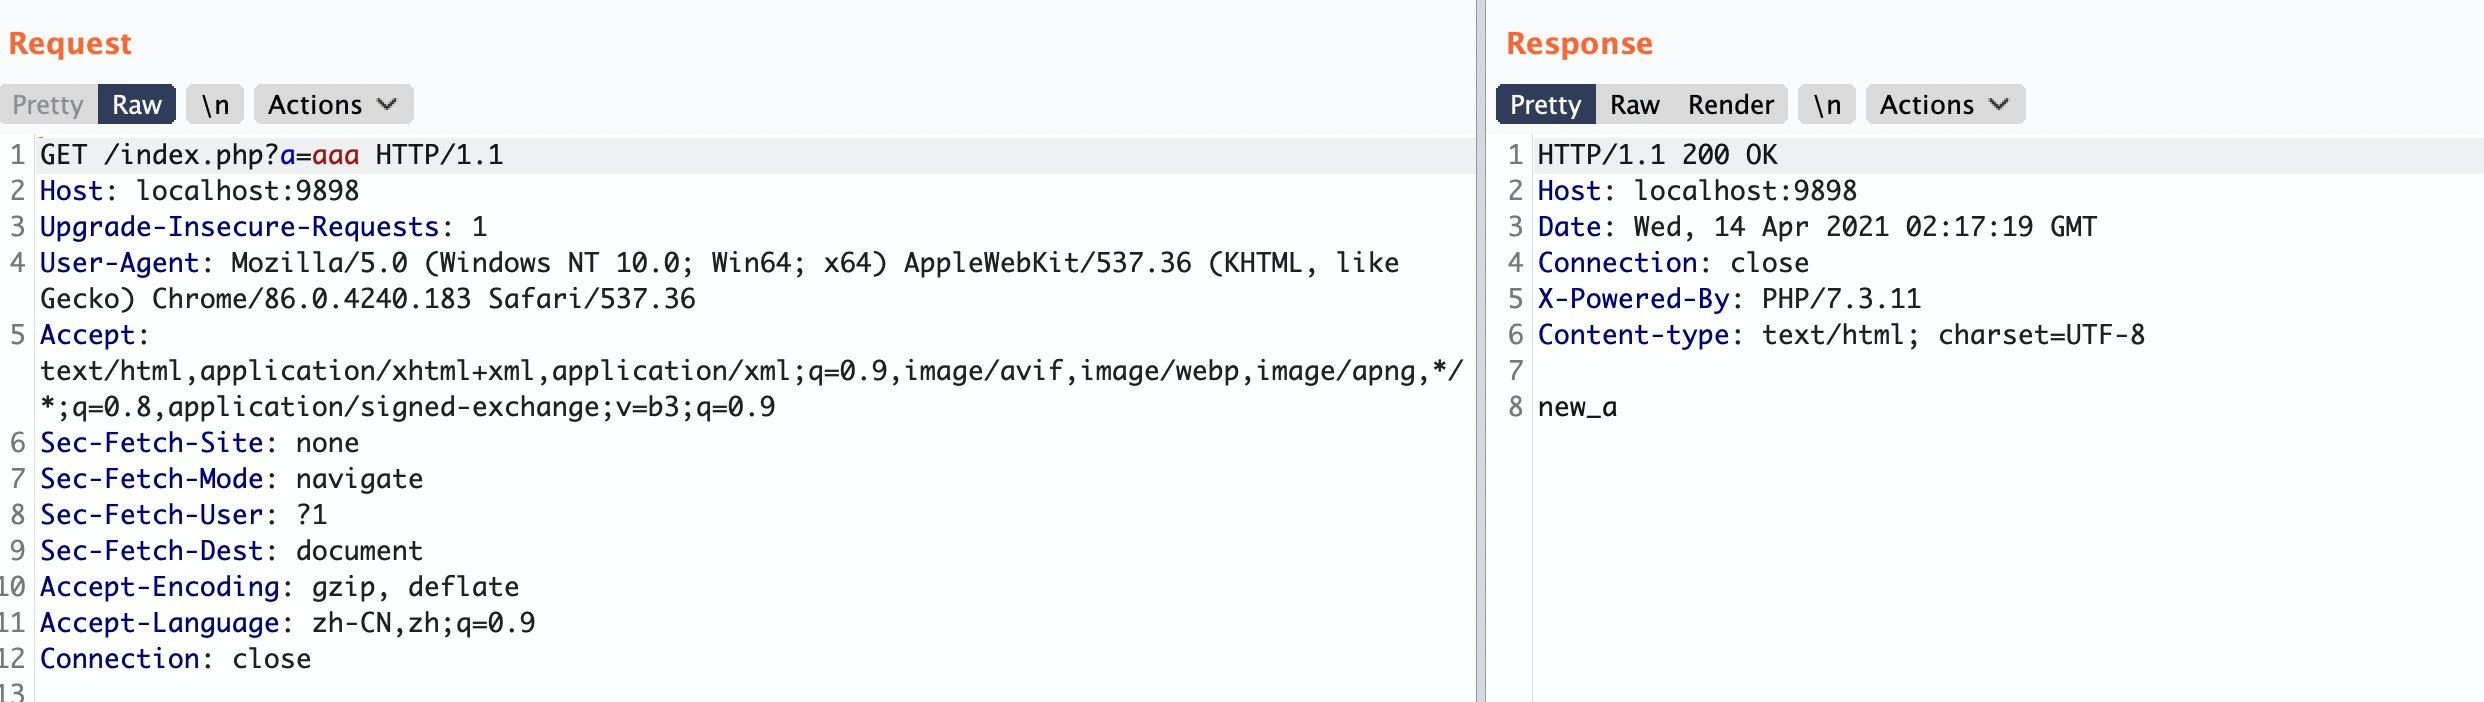 Request
Pretty Raw \n Actions
1 GET /index.php?a=aaa HTTP/1.1
2 Host: localhost:9898
3 Upgrade-Insecure-Requests: 1
4 User-Agent: Mozilla/5.0 (Windows NT 10.0; Win64; x64) AppleWebKit/537.36 (KHTML, like
Gecko) Chrome/86.0.4240.183 Safari/537.36
5 Accept:
text/html,application/xhtml+xml,application/xml;q=0.9,image/avif,image/webp,image/apng,*/
*;q=0.8,application/signed-exchange;v=b3;q=0.9
6 Sec-Fetch-Site: none
7 Sec-Fetch-Mode: navigate
8 Sec-Fetch-User: ?1
9 Sec-Fetch-Dest: document
10 Accept-Encoding: gzip, deflate
11 Accept-Language: zh-CN,zh;q=0.9
12 Connection: close
13
Response
Pretty Raw Render \n Actions
1 HTTP/1.1 200 OK
2 Host: localhost:9898
3 Date: Wed, 14 Apr 2021 02:17:19 GMT
4 Connection: close
5 X-Powered-By: PHP/7.3.11
6 Content-type: text/html; charset=UTF-8
7
8 new_a